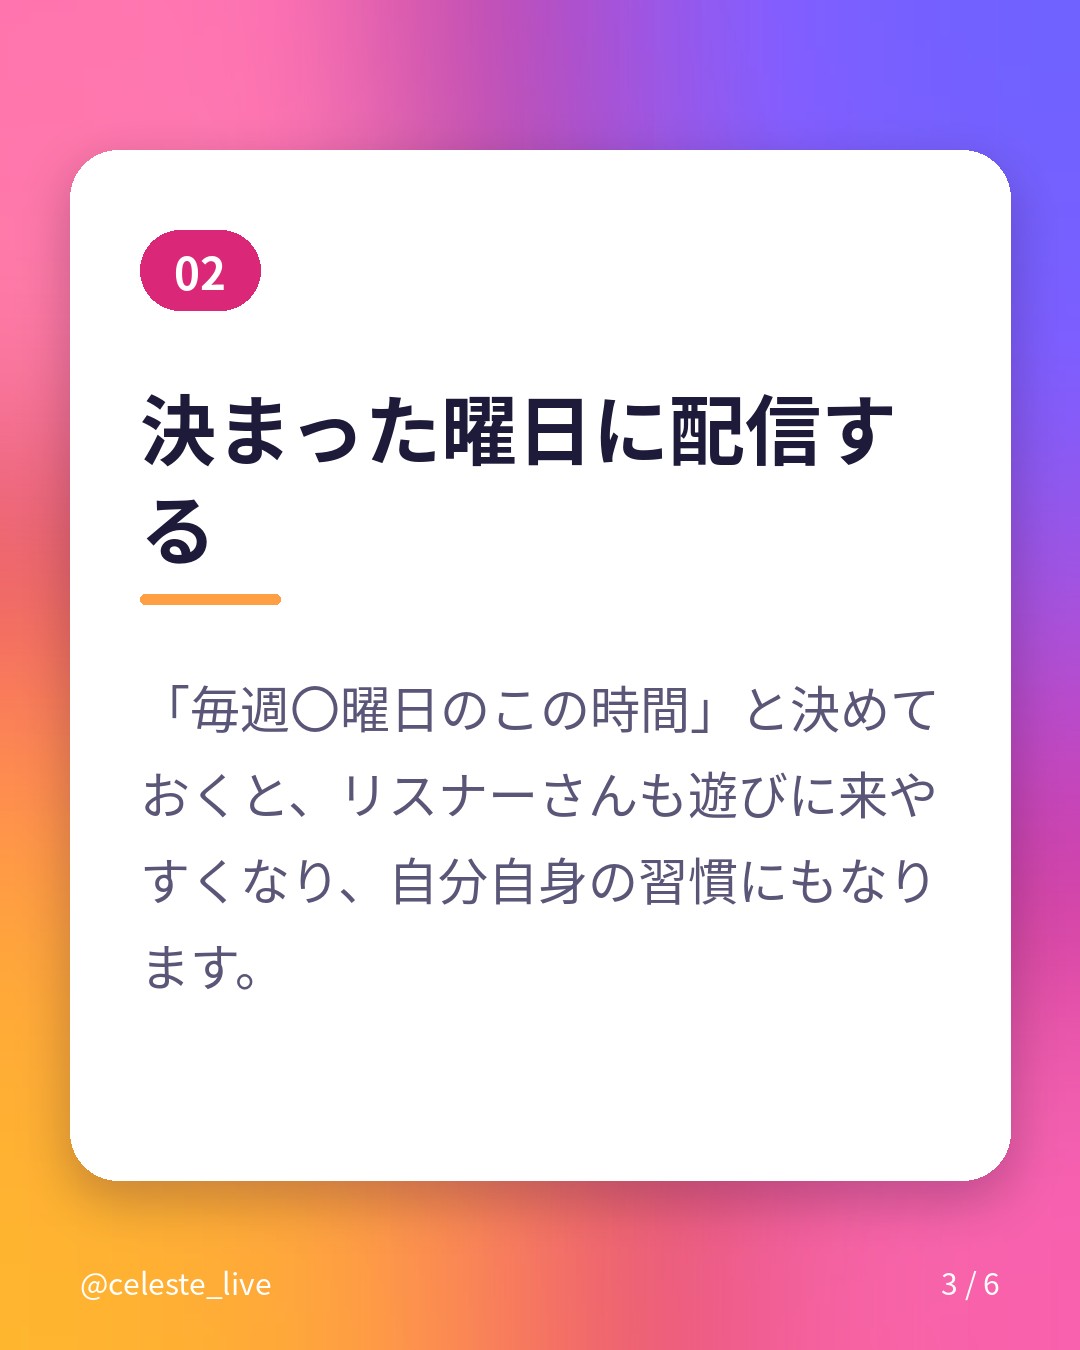 02
決まった曜日に配信す
る
「毎週〇曜日のこの時間」と決めて
おくと、リスナーさんも遊びに来や
すくなり、自分自身の習慣にもなり
ます。
@celeste_live
3 / 6